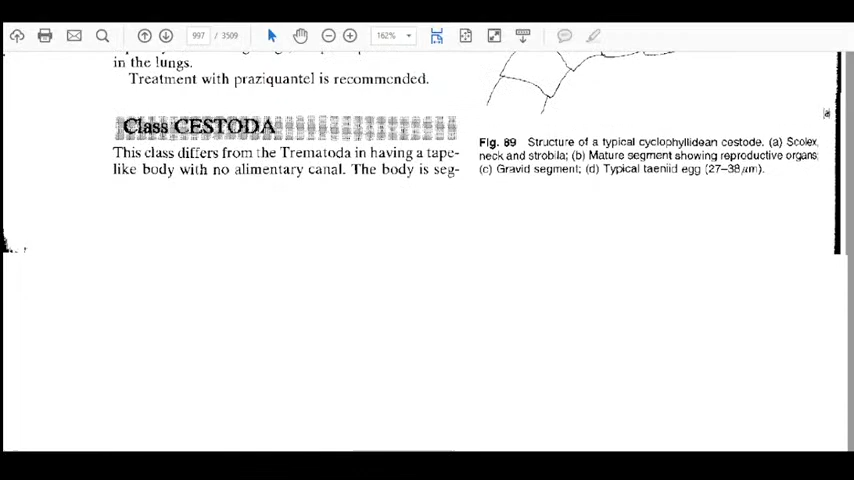 997 / 3509
162%
in the lungs.
Treatment with praziquantel is recommended.
Class CESTODA
This class differs from the Trematoda in having a tape-
like body with no alimentary canal. The body is seg-
Fig. 89 Structure of a typical cyclophyllidean cestode. (a) Scolex,
neck and strobila; (b) Mature segment showing reproductive organs;
(c) Gravid segment; (d) Typical taeniid egg (27–38 µm).